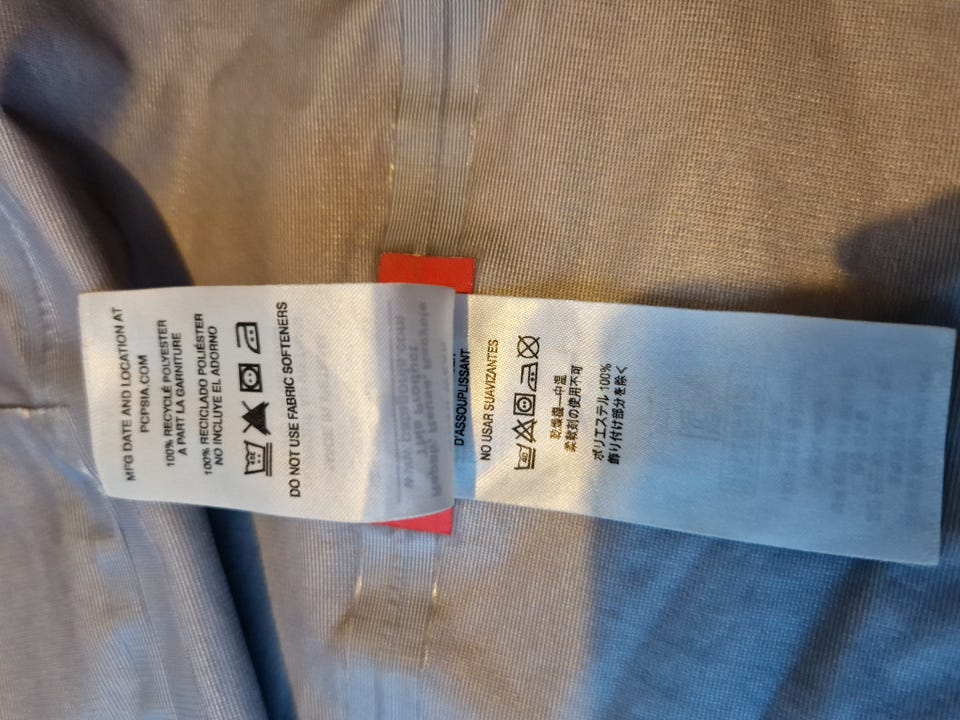 MFG DATE AND LOCATION AT
PCPSIA.COM
100% RECYCLÉ POLYESTER
A PART LA GARNITURE
100% RECICLADO POLIÉSTER
NO INCLUYE EL ADORNO
DO NOT USE FABRIC SOFTENERS
D'ASSOUPLISSANT
NO USAR SUAVIZANTES
40
乾燥機—中温
柔軟剤の使用不可
ポリエステル 100%
飾り付け部分を除く